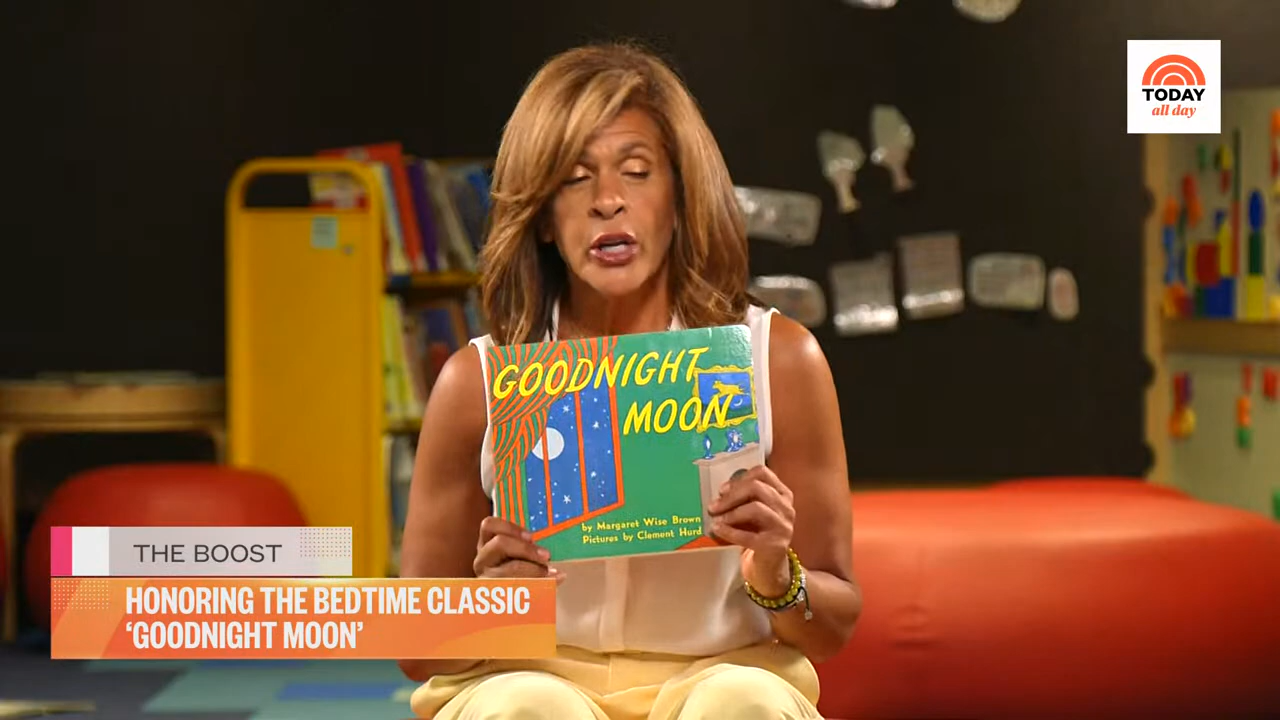 TODAY
all day
GOODNIGHT
MOON
by Margaret Wise Brown
Pictures by Clement Hurd
THE BOOST
HONORING THE BEDTIME CLASSIC
‘GOODNIGHT MOON’